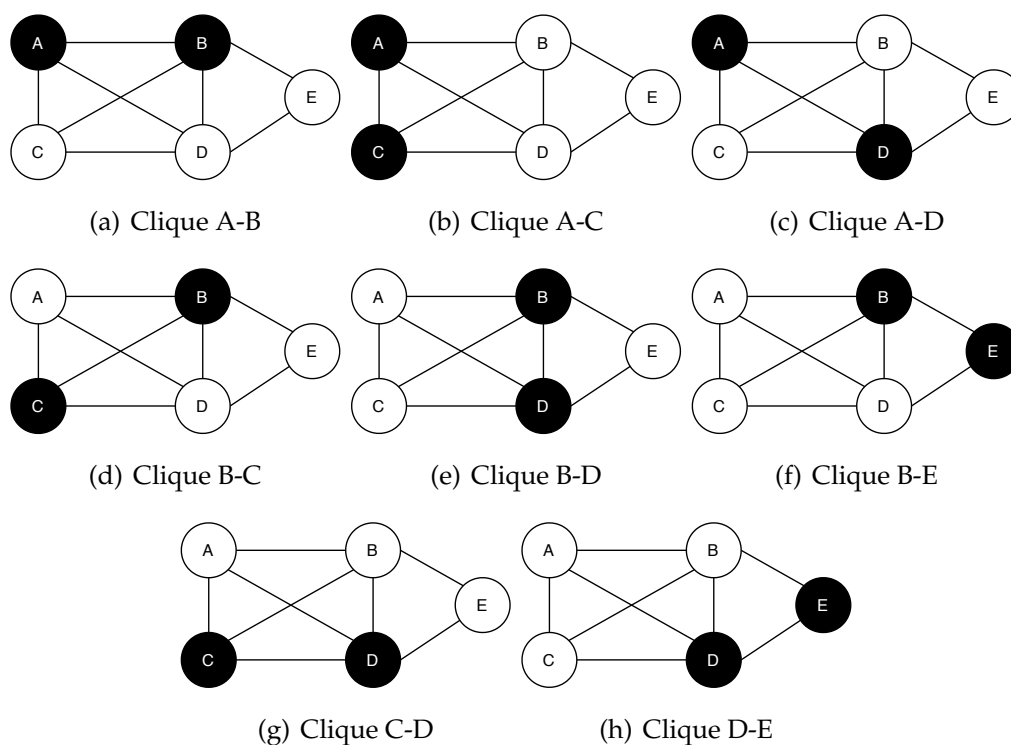 A B A B A B
E E E
C D C D C D
(a) Clique A-B (b) Clique A-C (c) Clique A-D
A B A B A B
E E E
C D C D C D
(d) Clique B-C (e) Clique B-D (f) Clique B-E
A B A B
E E
C D C D
(g) Clique C-D (h) Clique D-E